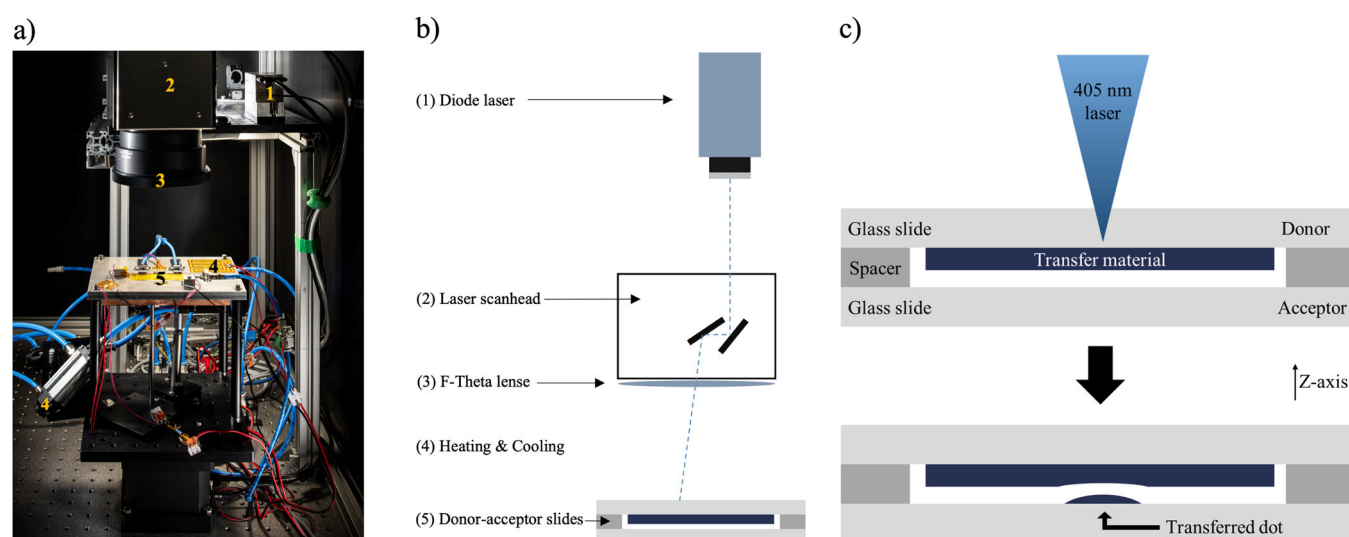 a)
2
1
3
4
5
4
b)
(1) Diode laser
(2) Laser scanhead
(3) F-Theta lense
(4) Heating & Cooling
(5) Donor-acceptor slides
c)
405 nm
laser
Glass slide
Donor
Spacer
Transfer material
Glass slide
Acceptor
Z-axis
Transferred dot